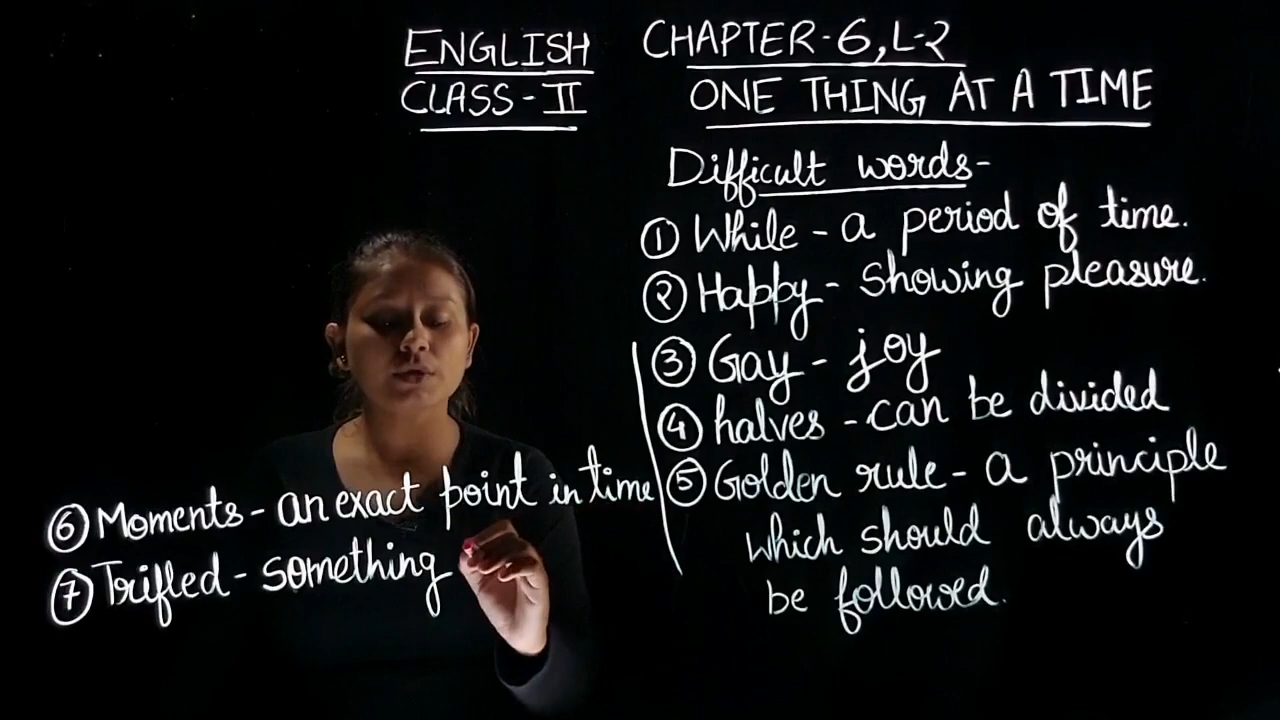 ENGLISH
CLASS-II
CHAPTER-6, L-2
ONE THING AT A TIME
Difficult words-
① While - a period of time.
② Happy - showing pleasure.
③ Gay - joy
④ halves - can be divided
⑤ Golden rule - a principle
which should always
be followed.
⑥ Moments - an exact point in time
⑦ Trifled - something